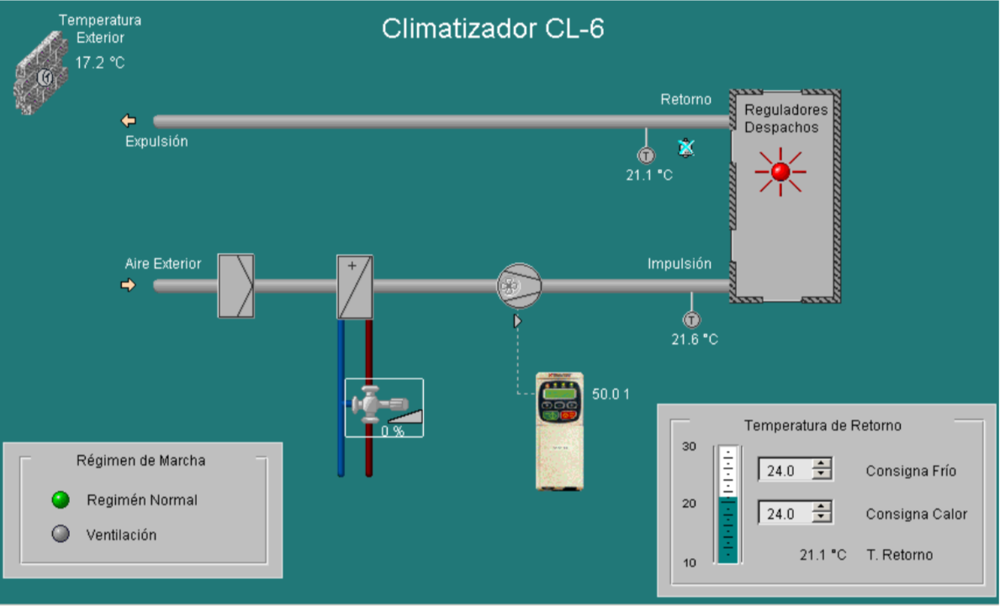 Climatizador CL-6
Temperatura
Exterior
17.2 °C
Retorno
Reguladores
Despachos
Expulsión
T
21.1 °C
Aire Exterior
+
Impulsión
T
21.6 °C
0 %
50.0 1
Régimen de Marcha
Regimén Normal
Ventilación
Temperatura de Retorno
30
24.0 Consigna Frío
20
24.0 Consigna Calor
21.1 °C T. Retorno
10